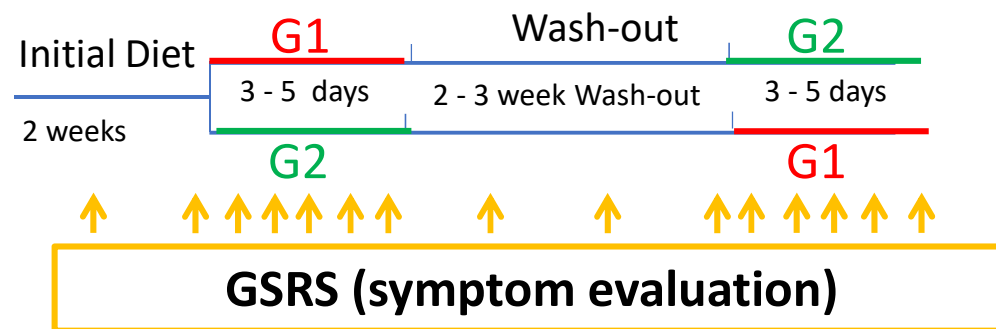 G1
Wash-out
G2
Initial Diet
3 - 5 days
2 - 3 week Wash-out
3 - 5 days
2 weeks
G2
G1
GSRS (symptom evaluation)